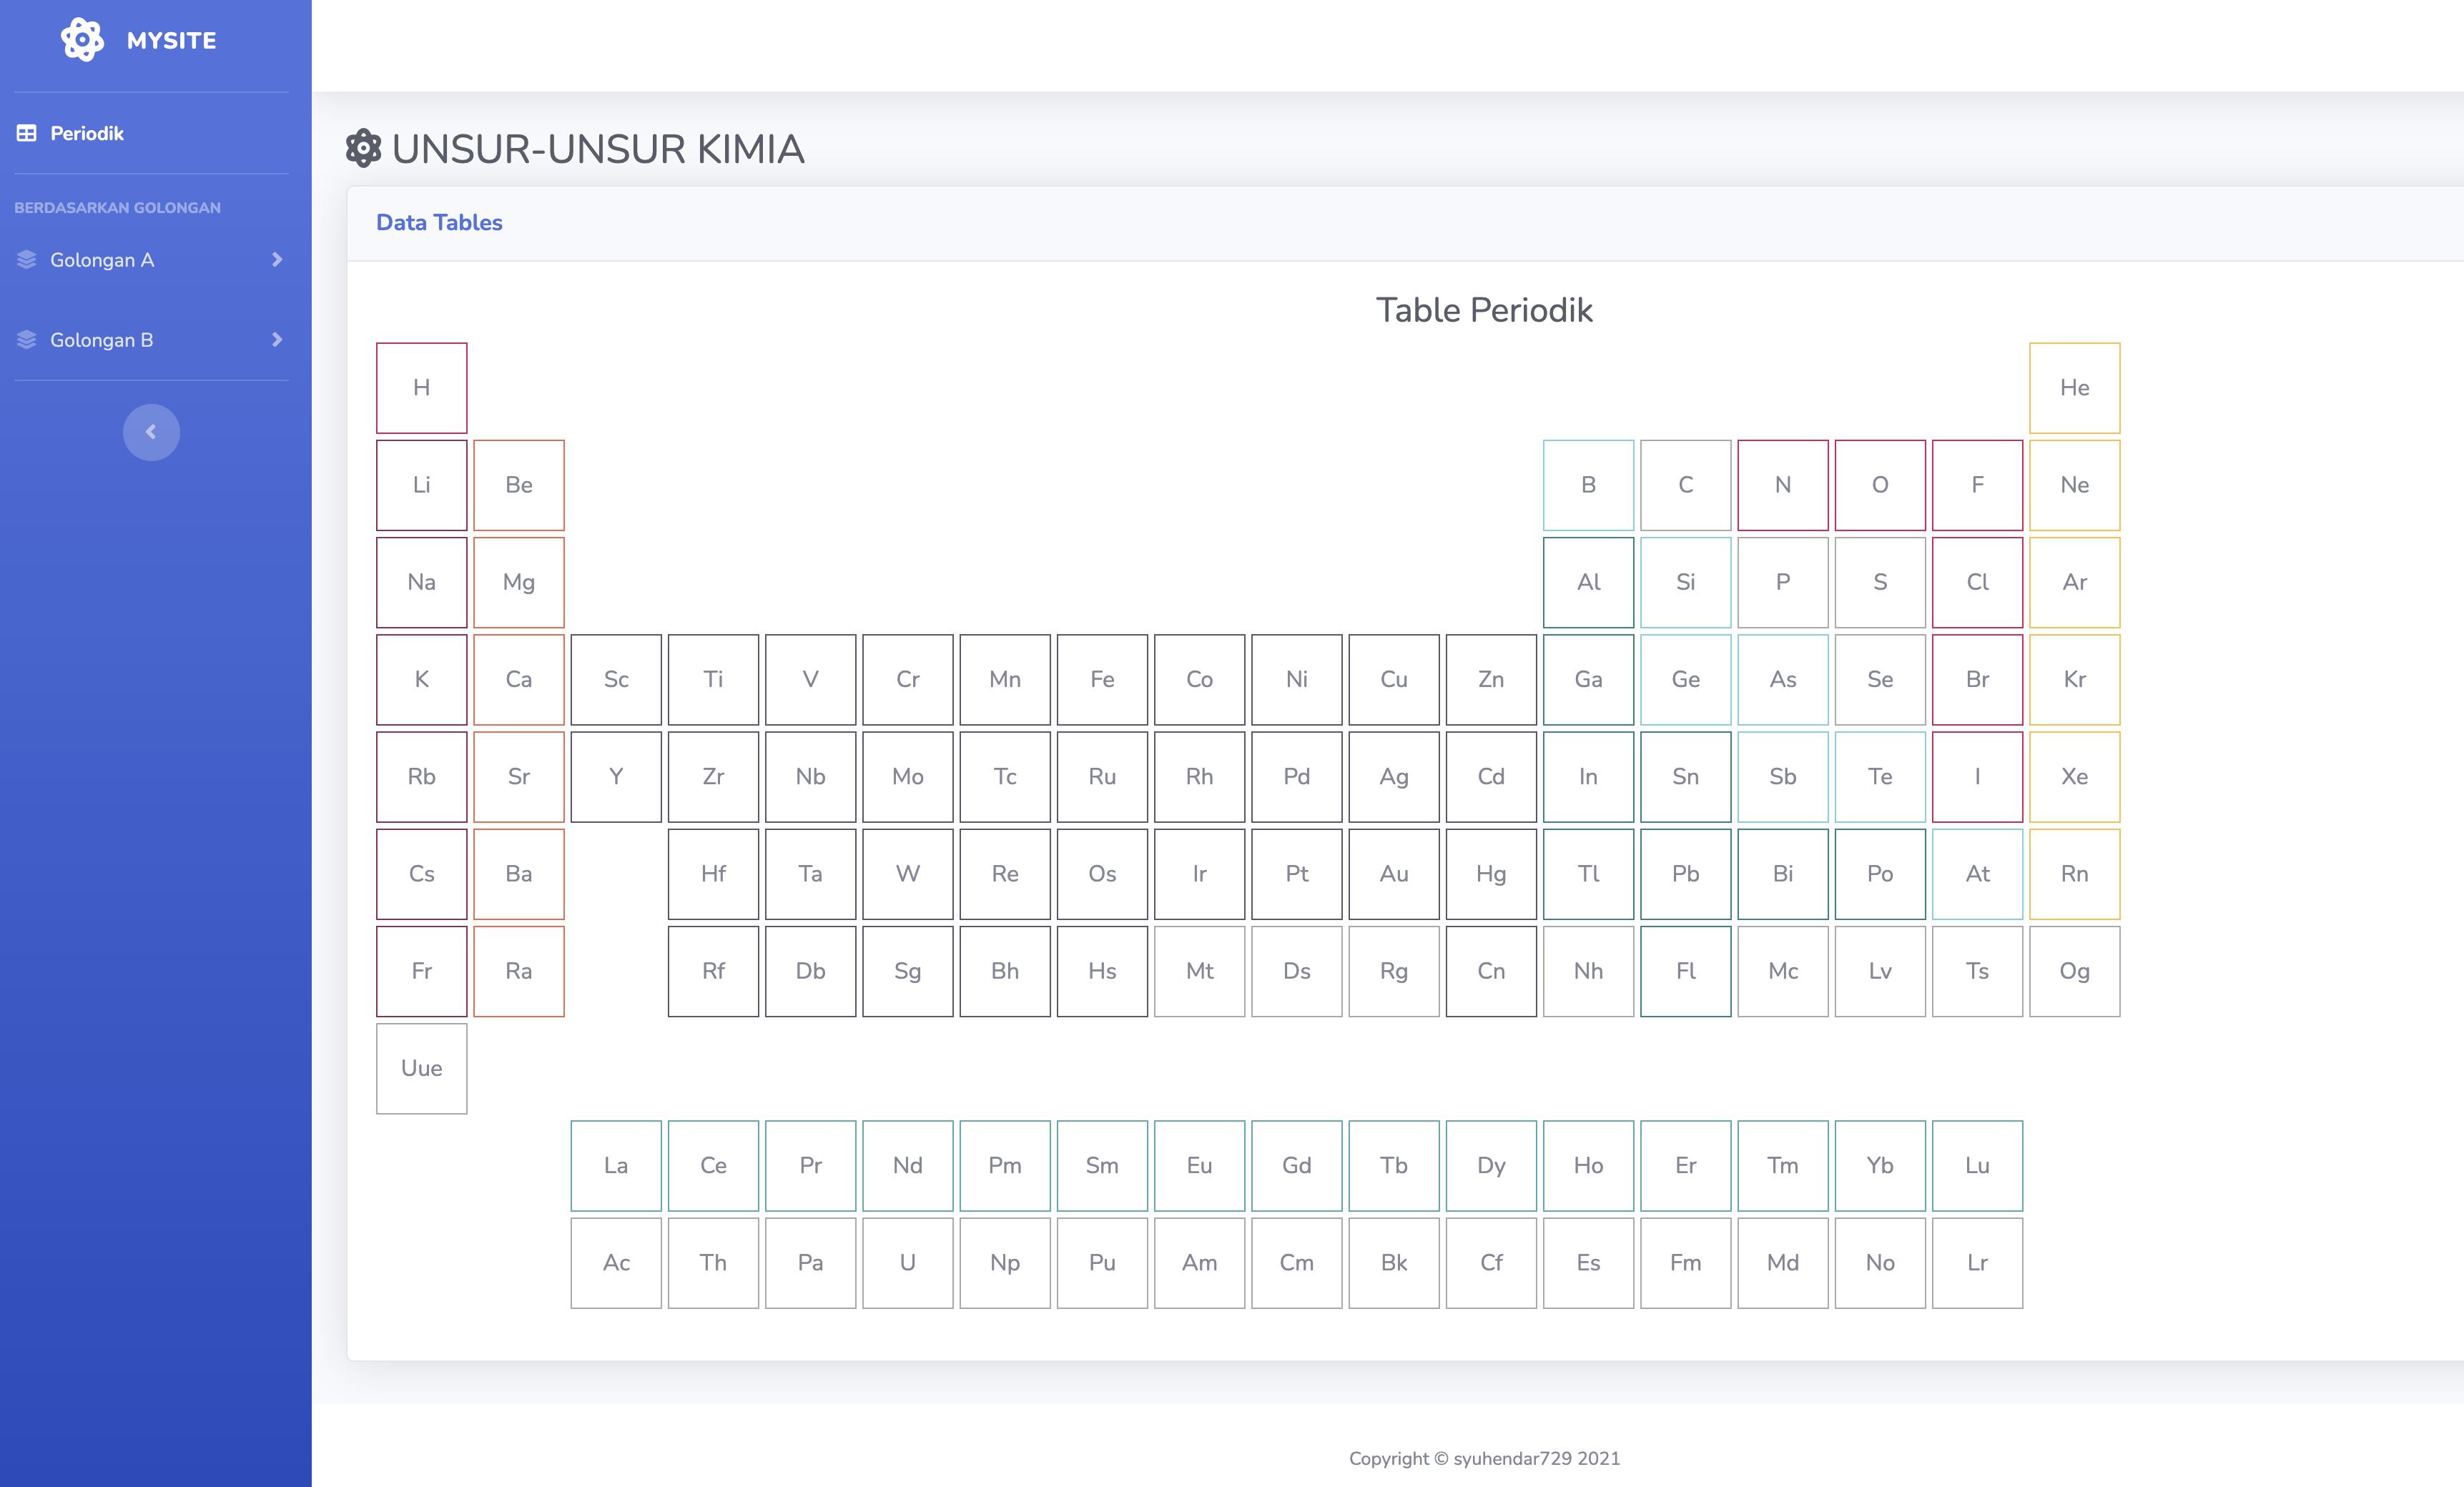 MYSITE
Periodik
BERDASARKAN GOLONGAN
Golongan A
Golongan B
UNSUR-UNSUR KIMIA
Data Tables
Table Periodik
H He
Li Be B C N O F Ne
Na Mg Al Si P S Cl Ar
K Ca Sc Ti V Cr Mn Fe Co Ni Cu Zn Ga Ge As Se Br Kr
Rb Sr Y Zr Nb Mo Tc Ru Rh Pd Ag Cd In Sn Sb Te I Xe
Cs Ba Hf Ta W Re Os Ir Pt Au Hg Tl Pb Bi Po At Rn
Fr Ra Rf Db Sg Bh Hs Mt Ds Rg Cn Nh Fl Mc Lv Ts Og
Uue
La Ce Pr Nd Pm Sm Eu Gd Tb Dy Ho Er Tm Yb Lu
Ac Th Pa U Np Pu Am Cm Bk Cf Es Fm Md No Lr
Copyright © syuhendar729 2021